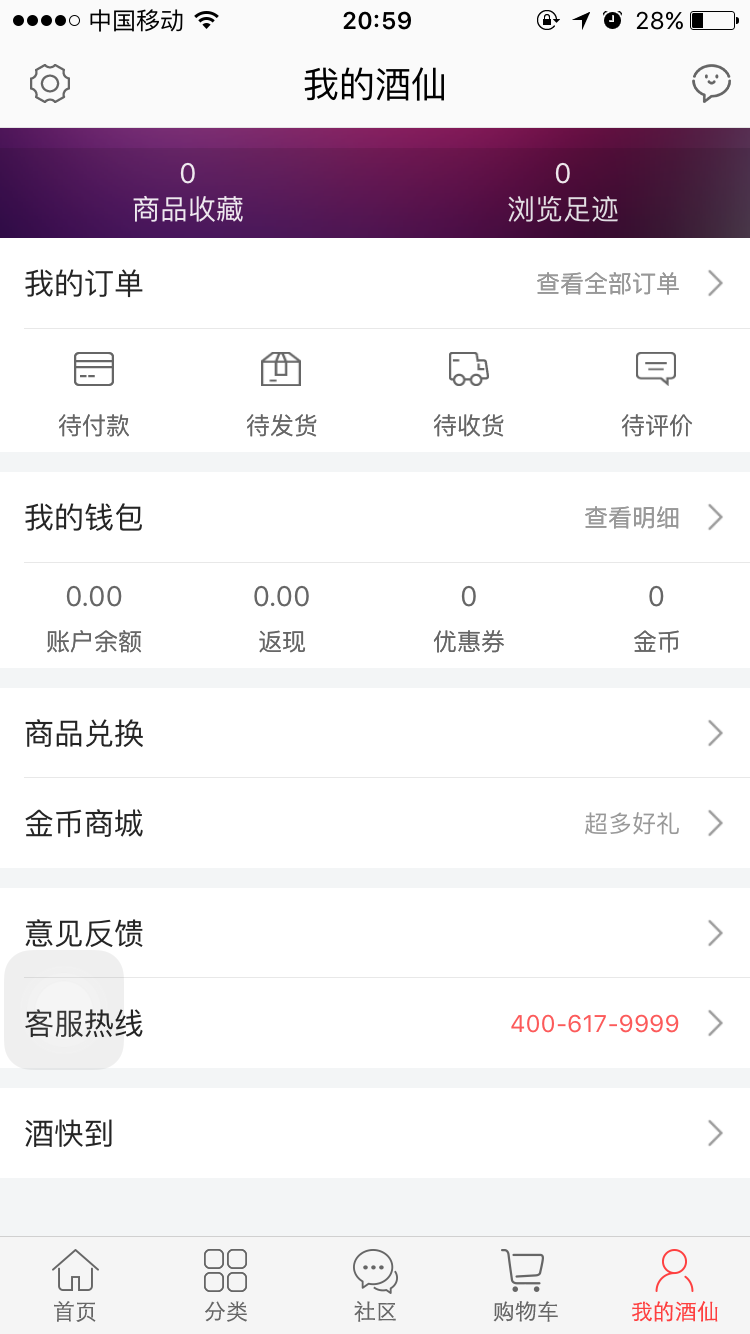 中国移动 20:59 28%
我的酒仙
0 0
商品收藏 浏览足迹
我的订单 查看全部订单
待付款 待发货 待收货 待评价
我的钱包 查看明细
0.00 0.00 0 0
账户余额 返现 优惠券 金币
商品兑换
金币商城 超多好礼
意见反馈
客服热线 400-617-9999
酒快到
首页 分类 社区 购物车 我的酒仙